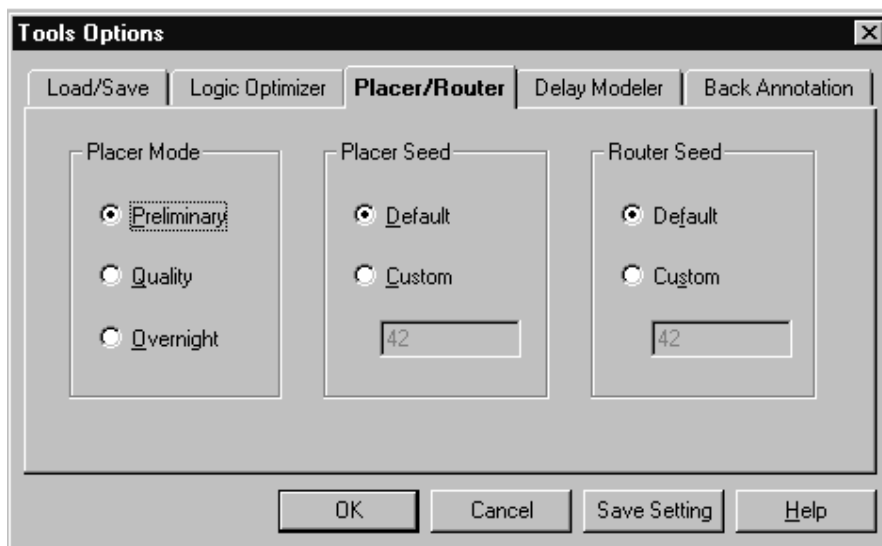 Tools Options
Load/Save Logic Optimizer Placer/Router Delay Modeler Back Annotation
Placer Mode
Preliminary
Quality
Overnight
Placer Seed
Default
Custom
42
Router Seed
Default
Custom
42
OK Cancel Save Setting Help